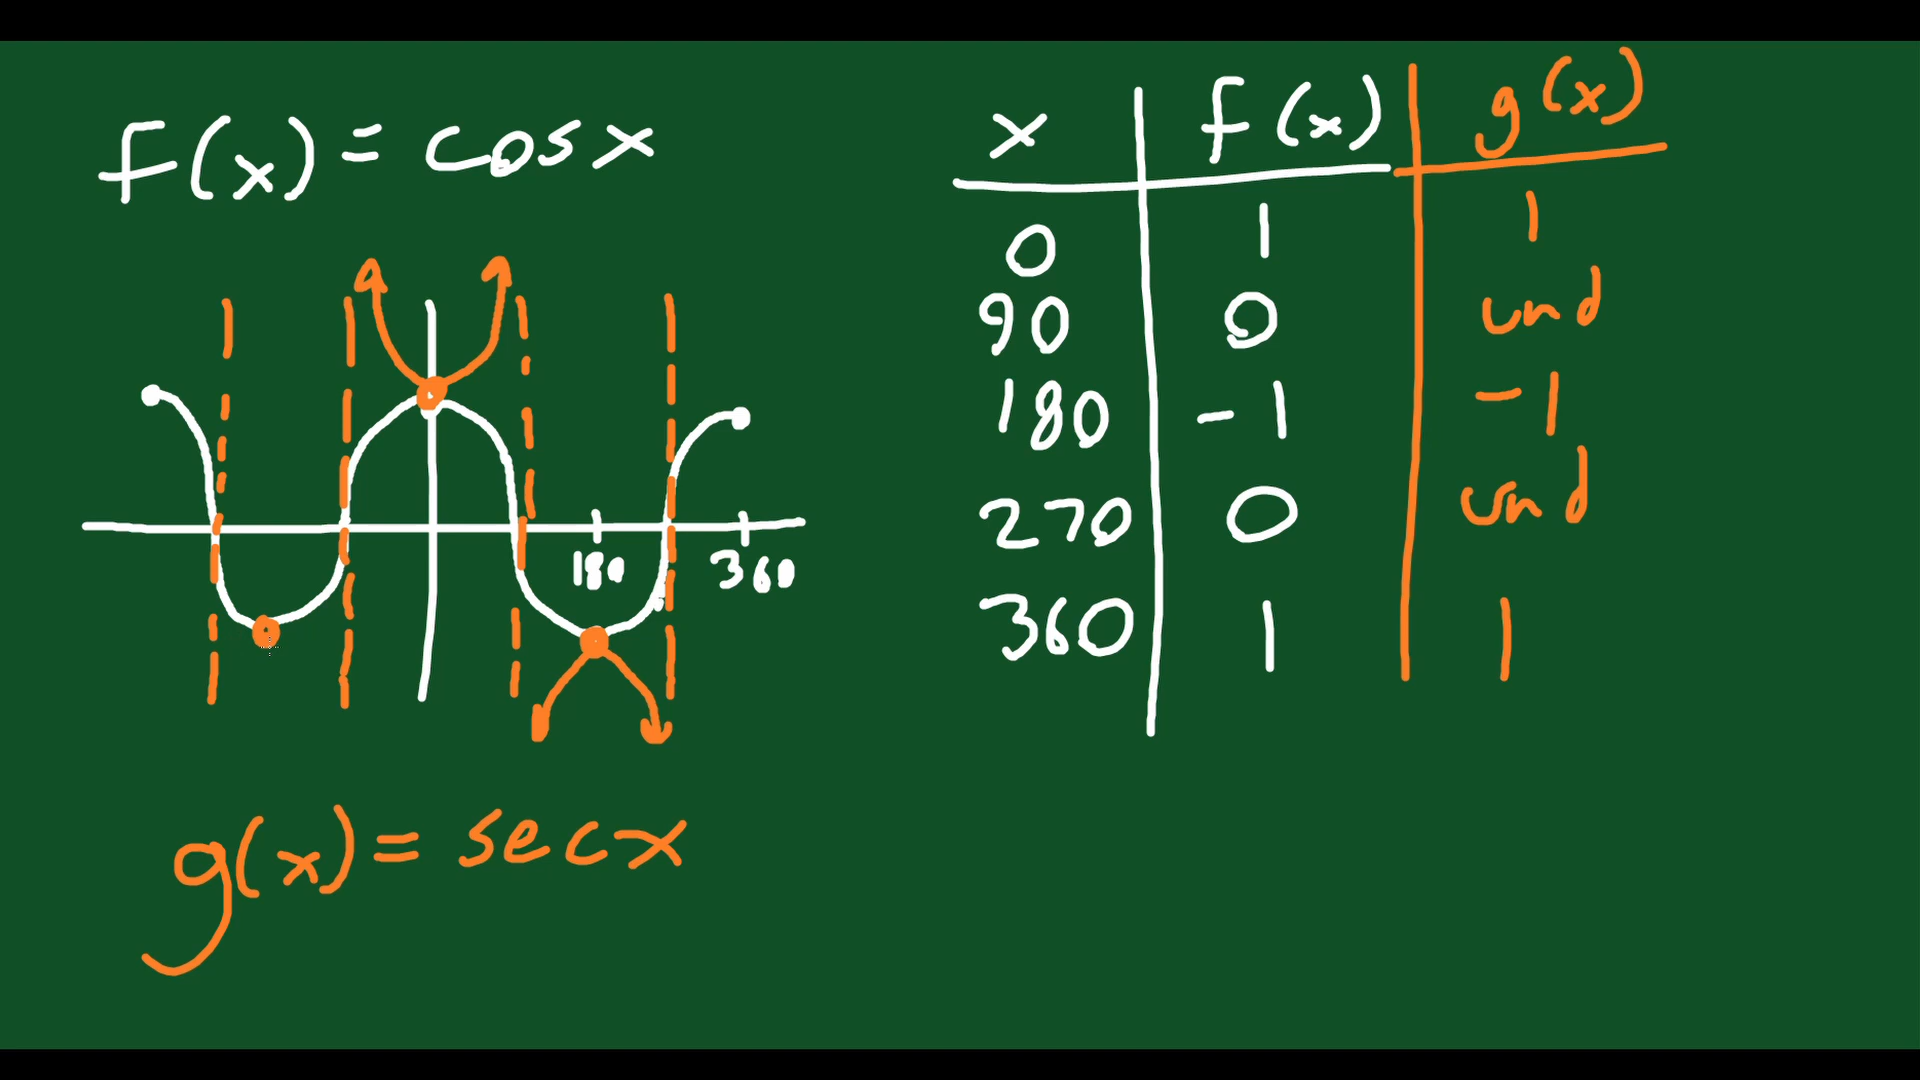 f(x) = cos x
180 360
g(x) = sec x
x f(x) g(x)
0 1 1
90 0 und
180 -1 -1
270 0 und
360 1 1